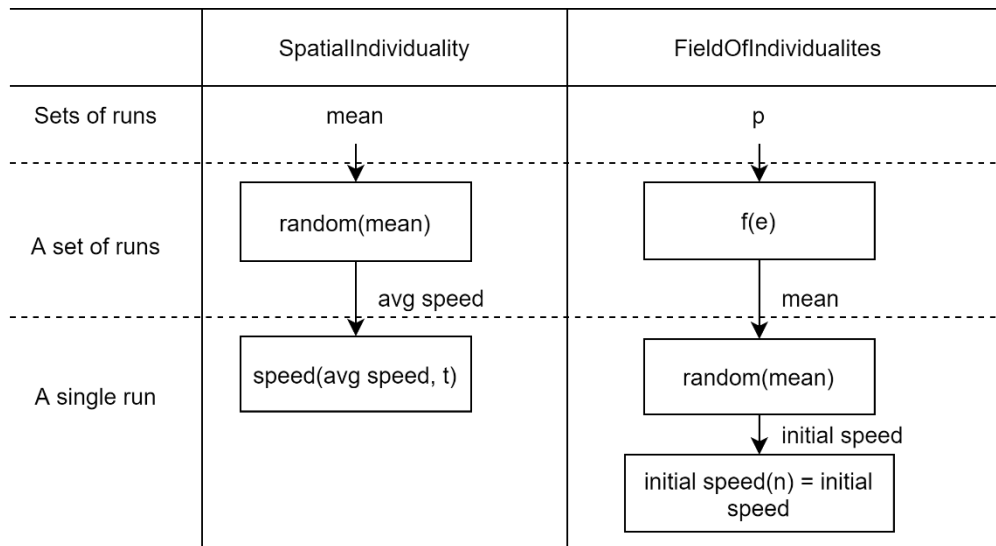 SpatialIndividuality
FieldOfIndividualites
Sets of runs
mean
p
A set of runs
random(mean)
f(e)
avg speed
mean
A single run
speed(avg speed, t)
random(mean)
initial speed
initial speed(n) = initial
speed